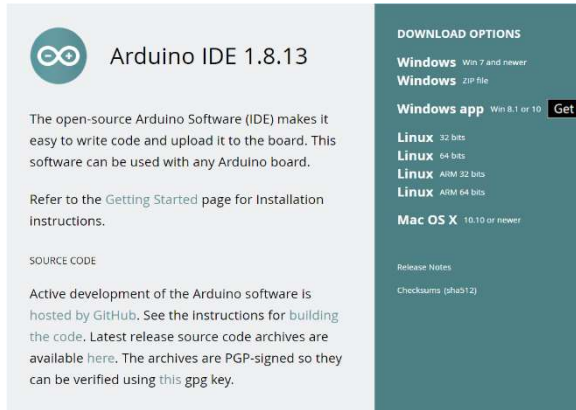 Arduino IDE 1.8.13
The open-source Arduino Software (IDE) makes it
easy to write code and upload it to the board. This
software can be used with any Arduino board.
Refer to the Getting Started page for Installation
instructions.
SOURCE CODE
Active development of the Arduino software is
hosted by GitHub. See the instructions for building
the code. Latest release source code archives are
available here. The archives are PGP-signed so they
can be verified using this gpg key.
DOWNLOAD OPTIONS
Windows Win 7 and newer
Windows ZIP file
Windows app Win 8.1 or 10 Get
Linux 32 bits
Linux 64 bits
Linux ARM 32 bits
Linux ARM 64 bits
Mac OS X 10.10 or newer
Release Notes
Checksums (sha512)